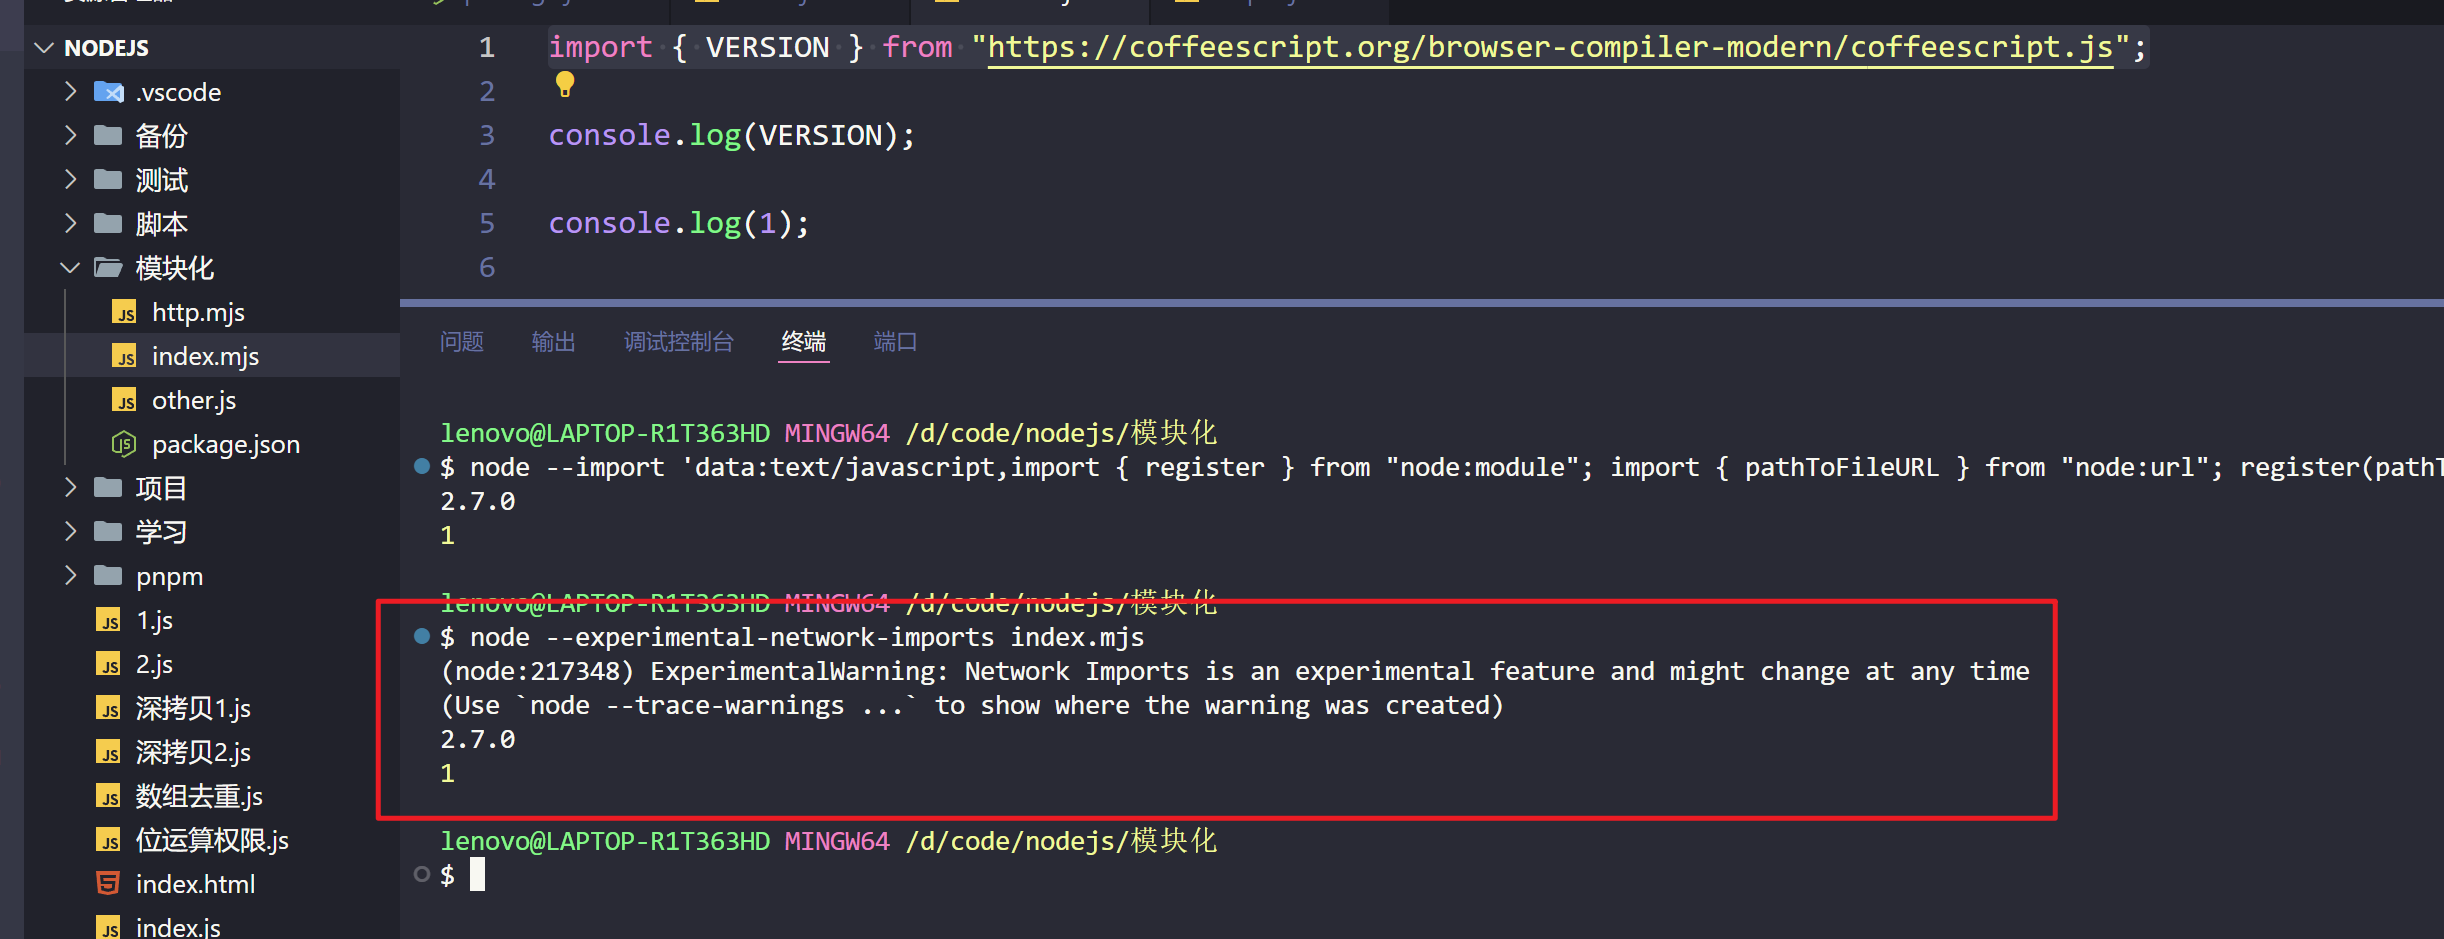 NODEJS
.vscode
备份
测试
脚本
模块化
http.mjs
index.mjs
other.js
package.json
项目
学习
pnpm
1.js
2.js
深拷贝1.js
深拷贝2.js
数组去重.js
位运算权限.js
index.html
index.js
1 import { VERSION } from "https://coffeescript.org/browser-compiler-modern/coffeescript.js";
2
3 console.log(VERSION);
4
5 console.log(1);
6
问题 输出 调试控制台 终端 端口
lenovo@LAPTOP-R1T363HD MINGW64 /d/code/nodejs/模块化
$ node --import 'data:text/javascript,import { register } from "node:module"; import { pathToFileURL } from "node:url"; register(pathT
2.7.0
1
lenovo@LAPTOP-R1T363HD MINGW64 /d/code/nodejs/模块化
$ node --experimental-network-imports index.mjs
(node:217348) ExperimentalWarning: Network Imports is an experimental feature and might change at any time
(Use `node --trace-warnings ...` to show where the warning was created)
2.7.0
1
lenovo@LAPTOP-R1T363HD MINGW64 /d/code/nodejs/模块化
$